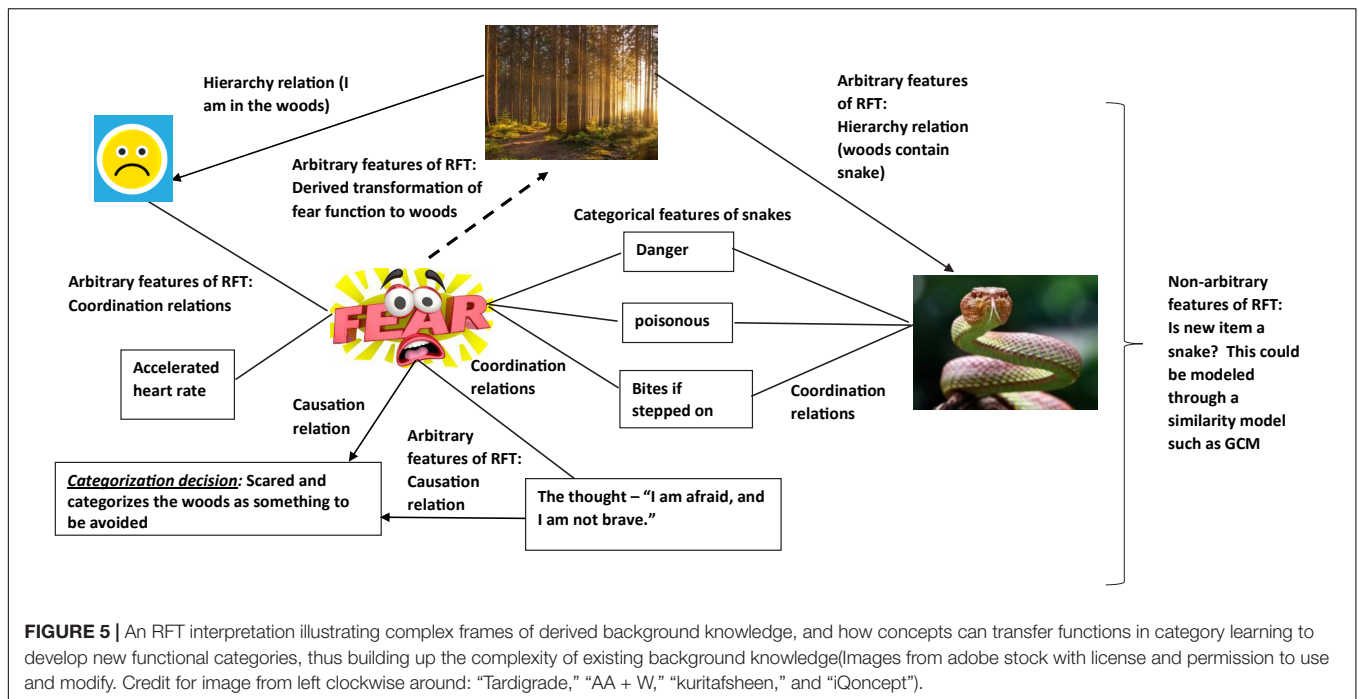 Hierarchy relation (I
am in the woods)
Arbitrary features
of RFT:
Hierarchy relation
(woods contain
snake)
Arbitrary features of RFT:
Derived transformation of
fear function to woods
Categorical features of snakes
Danger
poisonous
Bites if
stepped on
Arbitrary features of RFT:
Coordination relations
FEAR
Accelerated
heart rate
Coordination
relations
Coordination
relations
Non-arbitrary
features of RFT:
Is new item a
snake? This could
be modeled
through a
similarity model
such as GCM
Causation
relation
Arbitrary
features of RFT:
Causation
relation
Categorization decision: Scared and
categorizes the woods as something to
be avoided
The thought – “I am afraid, and
I am not brave.”
FIGURE 5 | An RFT interpretation illustrating complex frames of derived background knowledge, and how concepts can transfer functions in category learning to
develop new functional categories, thus building up the complexity of existing background knowledge(Images from adobe stock with license and permission to use
and modify. Credit for image from left clockwise around: “Tardigrade,” “AA + W,” “kuritafsheen,” and “iQoncept”).